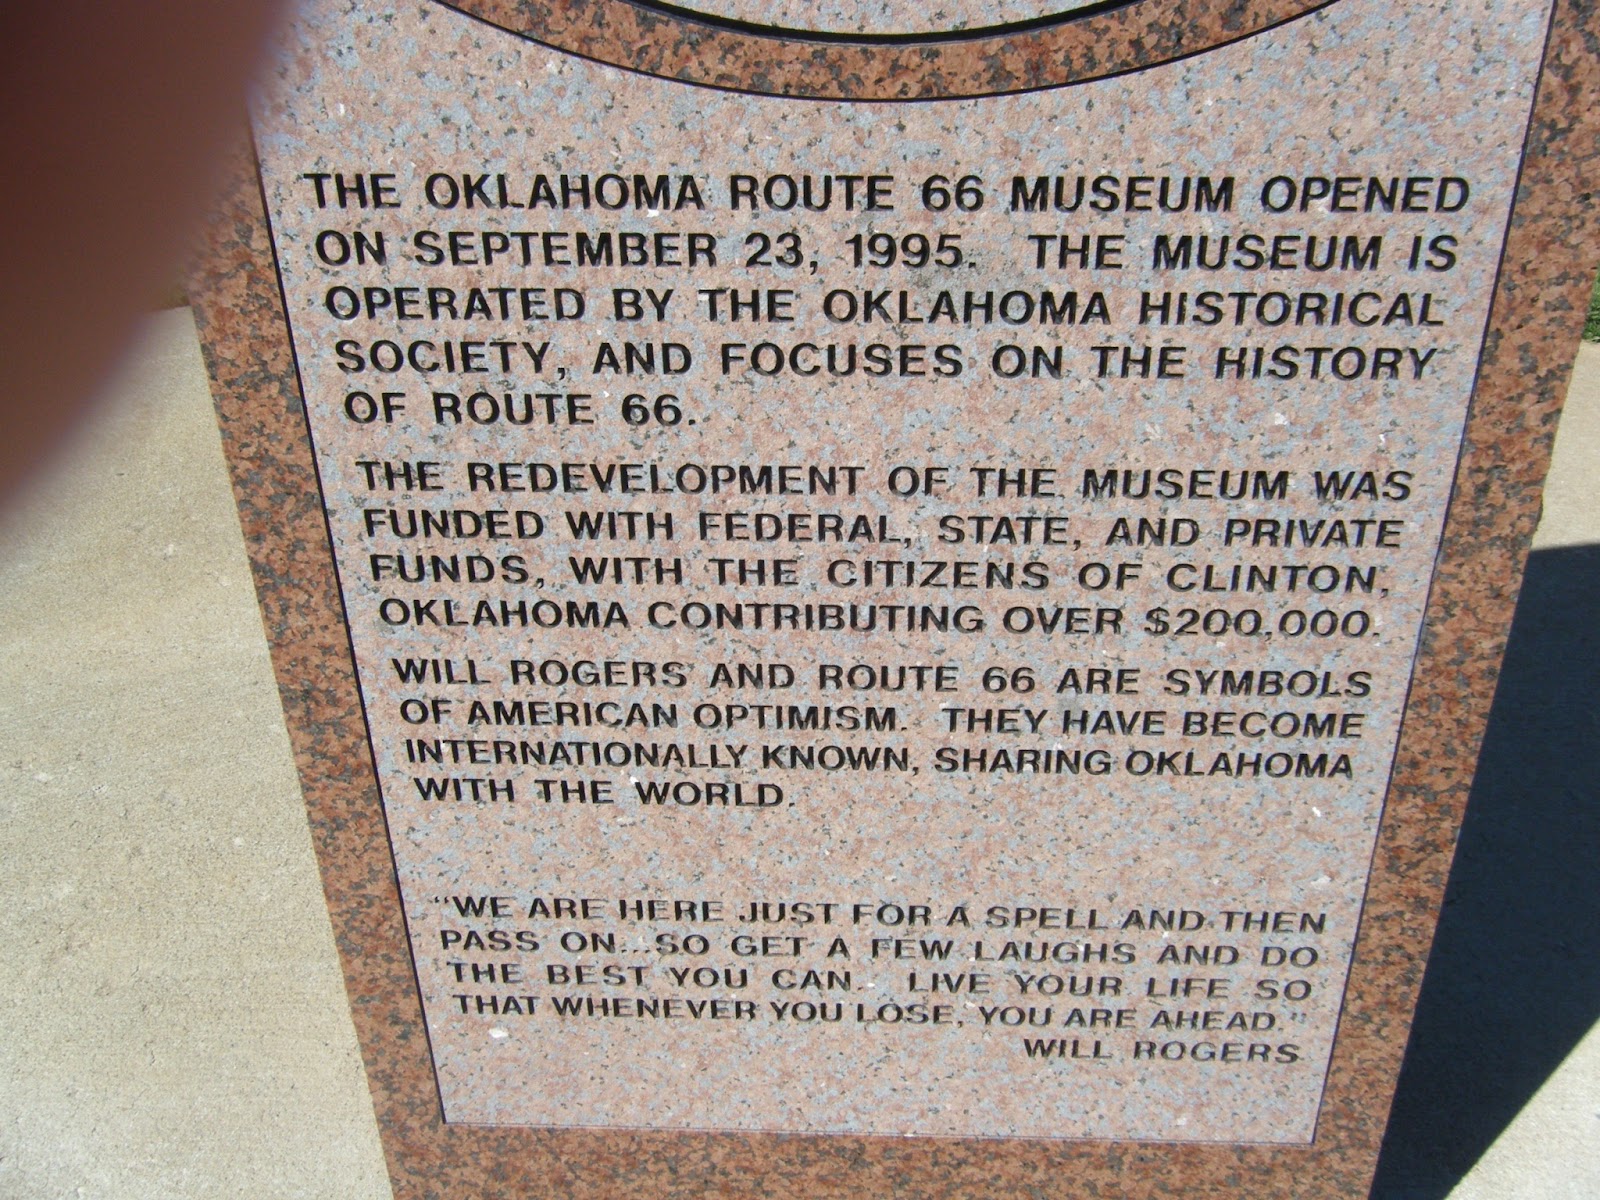 THE OKLAHOMA ROUTE 66 MUSEUM OPENED
ON SEPTEMBER 23, 1995. THE MUSEUM IS
OPERATED BY THE OKLAHOMA HISTORICAL
SOCIETY, AND FOCUSES ON THE HISTORY
OF ROUTE 66.
THE REDEVELOPMENT OF THE MUSEUM WAS
FUNDED WITH FEDERAL, STATE, AND PRIVATE
FUNDS, WITH THE CITIZENS OF CLINTON,
OKLAHOMA CONTRIBUTING OVER $200,000.
WILL ROGERS AND ROUTE 66 ARE SYMBOLS
OF AMERICAN OPTIMISM. THEY HAVE BECOME
INTERNATIONALLY KNOWN, SHARING OKLAHOMA
WITH THE WORLD.
"WE ARE HERE JUST FOR A SPELL AND THEN
PASS ON...SO GET A FEW LAUGHS AND DO
THE BEST YOU CAN. LIVE YOUR LIFE SO
THAT WHENEVER YOU LOSE, YOU ARE AHEAD."
WILL ROGERS